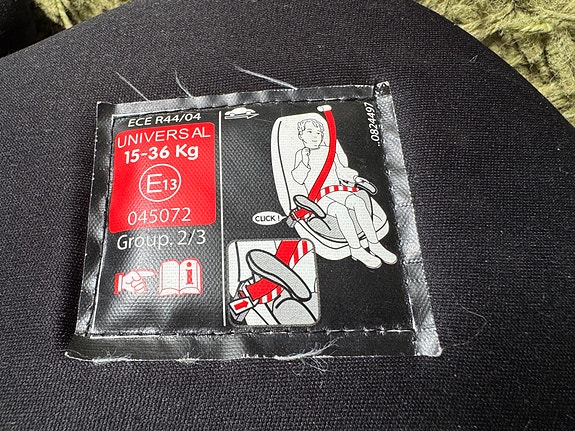 ECE R44/04
UNIVERSAL
15-36 Kg
E13
045072
Group. 2/3
CLICK !
.0824497